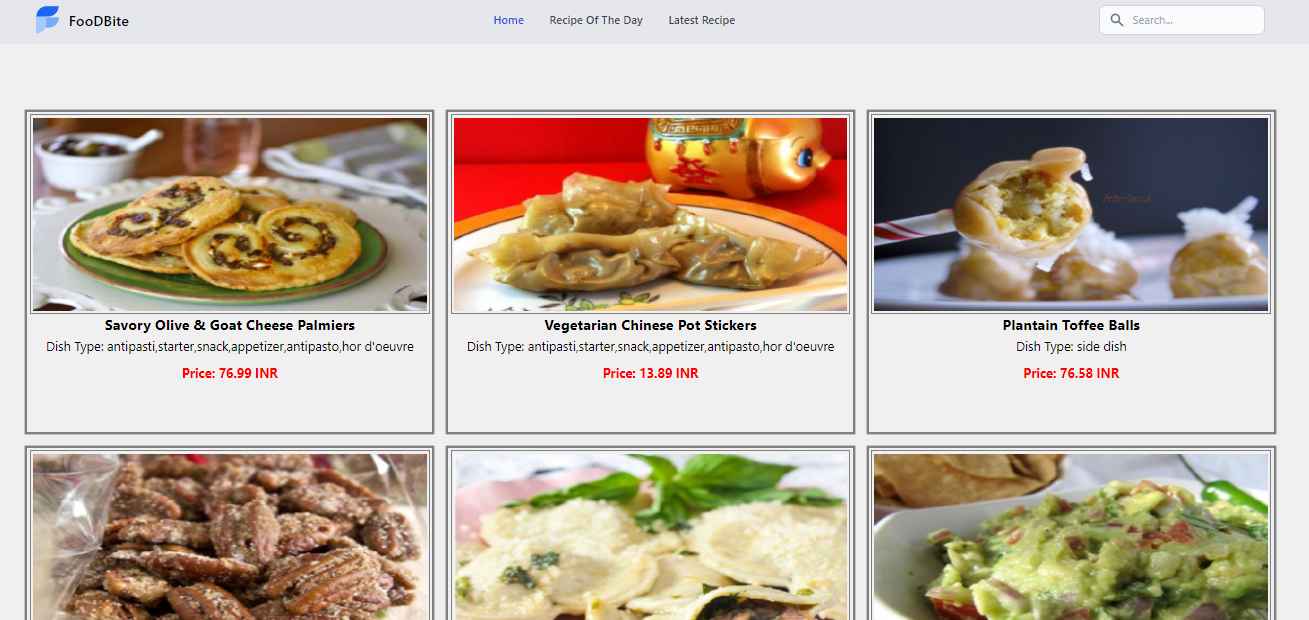 FooDBite
Home Recipe Of The Day Latest Recipe
Search...
Savory Olive & Goat Cheese Palmiers
Dish Type: antipasti,starter,snack,appetizer,antipasto,hor d'oeuvre
Price: 76.99 INR
Vegetarian Chinese Pot Stickers
Dish Type: antipasti,starter,snack,appetizer,antipasto,hor d'oeuvre
Price: 13.89 INR
Plantain Toffee Balls
Dish Type: side dish
Price: 76.58 INR